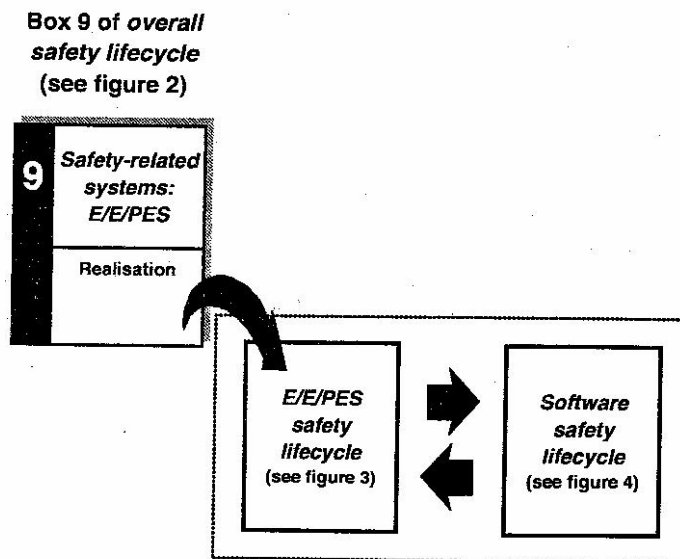 Box 9 of overall
safety lifecycle
(see figure 2)
9
Safety-related
systems:
E/E/PES
Realisation
E/E/PES
safety
lifecycle
(see figure 3)
Software
safety
lifecycle
(see figure 4)